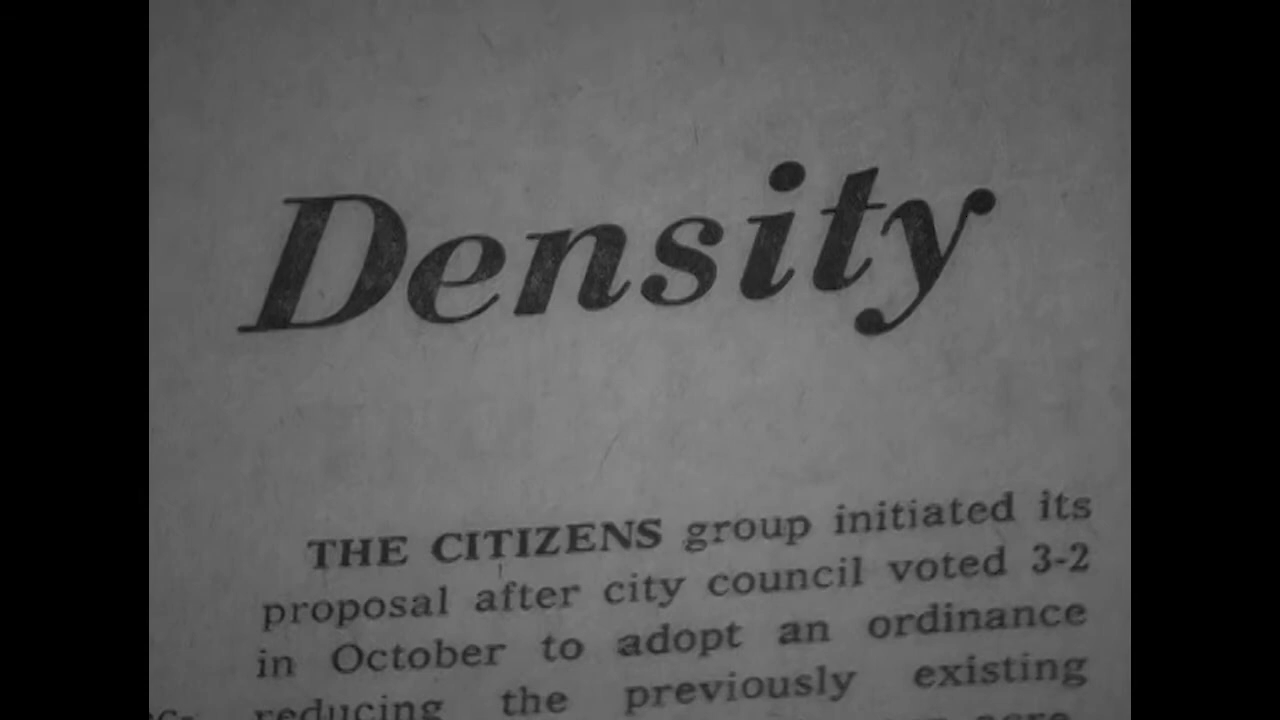 Density
THE CITIZENS group initiated its
proposal after city council voted 3-2
in October to adopt an ordinance
reducing the previously existing
acre